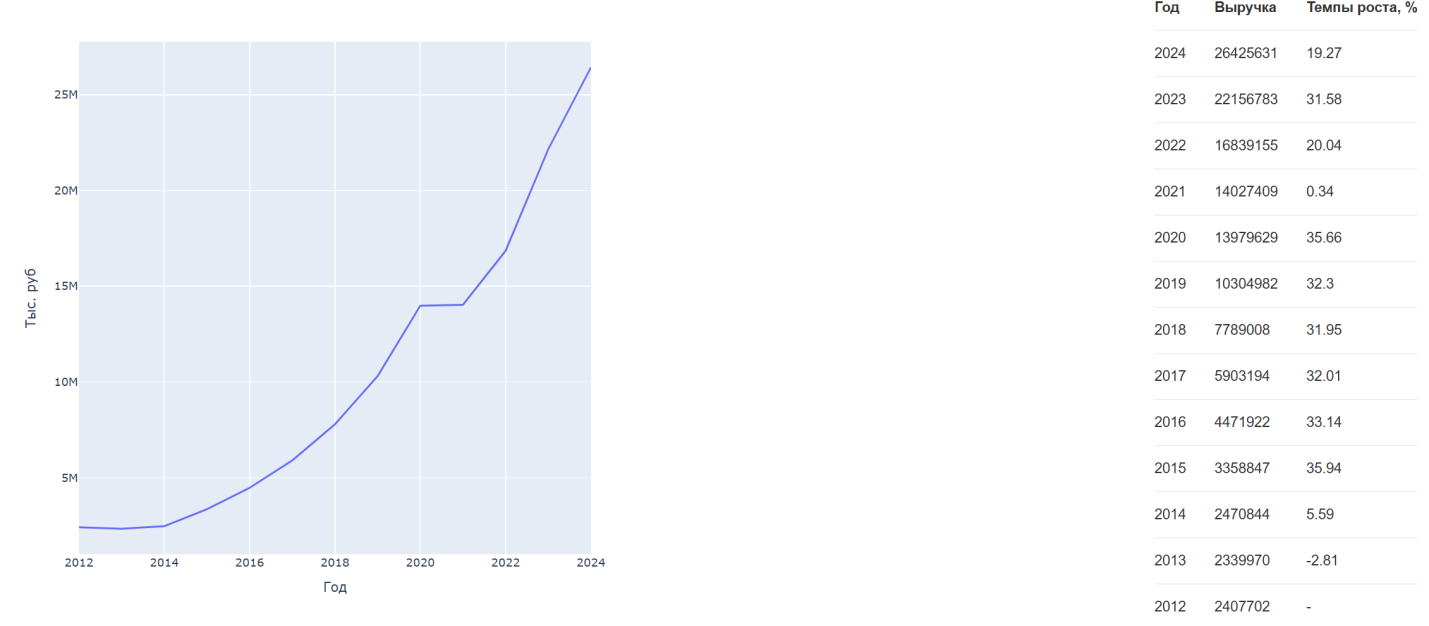 25M
20M
15M
10M
5M
Тыс. руб
2012 2014 2016 2018 2020 2022 2024
Год
Год Выручка Темпы роста, %
2024 26425631 19.27
2023 22156783 31.58
2022 16839155 20.04
2021 14027409 0.34
2020 13979629 35.66
2019 10304982 32.3
2018 7789008 31.95
2017 5903194 32.01
2016 4471922 33.14
2015 3358847 35.94
2014 2470844 5.59
2013 2339970 -2.81
2012 2407702 -